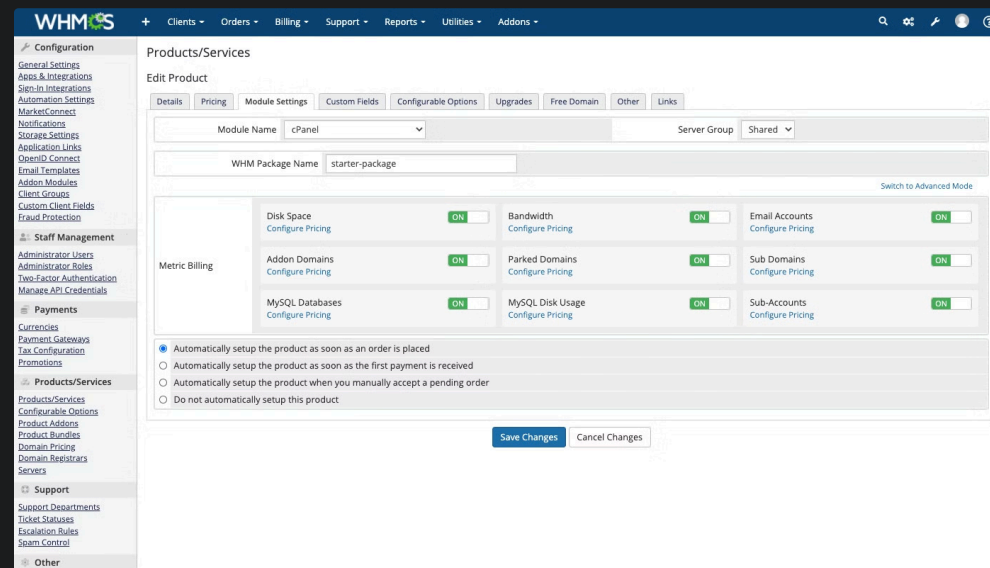 WHMCS
+ Clients Orders Billing Support Reports Utilities Addons
Configuration
General Settings
Apps & Integrations
Sign-In Integrations
Automation Settings
MarketConnect
Notifications
Storage Settings
Application Links
OpenID Connect
Email Templates
Addon Modules
Client Groups
Custom Client Fields
Fraud Protection
Staff Management
Administrator Users
Administrator Roles
Two-Factor Authentication
Manage API Credentials
Payments
Currencies
Payment Gateways
Tax Configuration
Promotions
Products/Services
Products/Services
Configurable Options
Product Addons
Product Bundles
Domain Pricing
Domain Registrars
Servers
Support
Support Departments
Ticket Statuses
Escalation Rules
Spam Control
Other
Products/Services
Edit Product
Details Pricing Module Settings Custom Fields Configurable Options Upgrades Free Domain Other Links
Module Name cPanel Server Group Shared
WHM Package Name starter-package
Switch to Advanced Mode
Metric Billing
Disk Space ON Bandwidth ON Email Accounts ON
Configure Pricing Configure Pricing Configure Pricing
Addon Domains ON Parked Domains ON Sub Domains ON
Configure Pricing Configure Pricing Configure Pricing
MySQL Databases ON MySQL Disk Usage ON Sub-Accounts ON
Configure Pricing Configure Pricing Configure Pricing
Automatically setup the product as soon as an order is placed
Automatically setup the product as soon as the first payment is received
Automatically setup the product when you manually accept a pending order
Do not automatically setup this product
Save Changes Cancel Changes